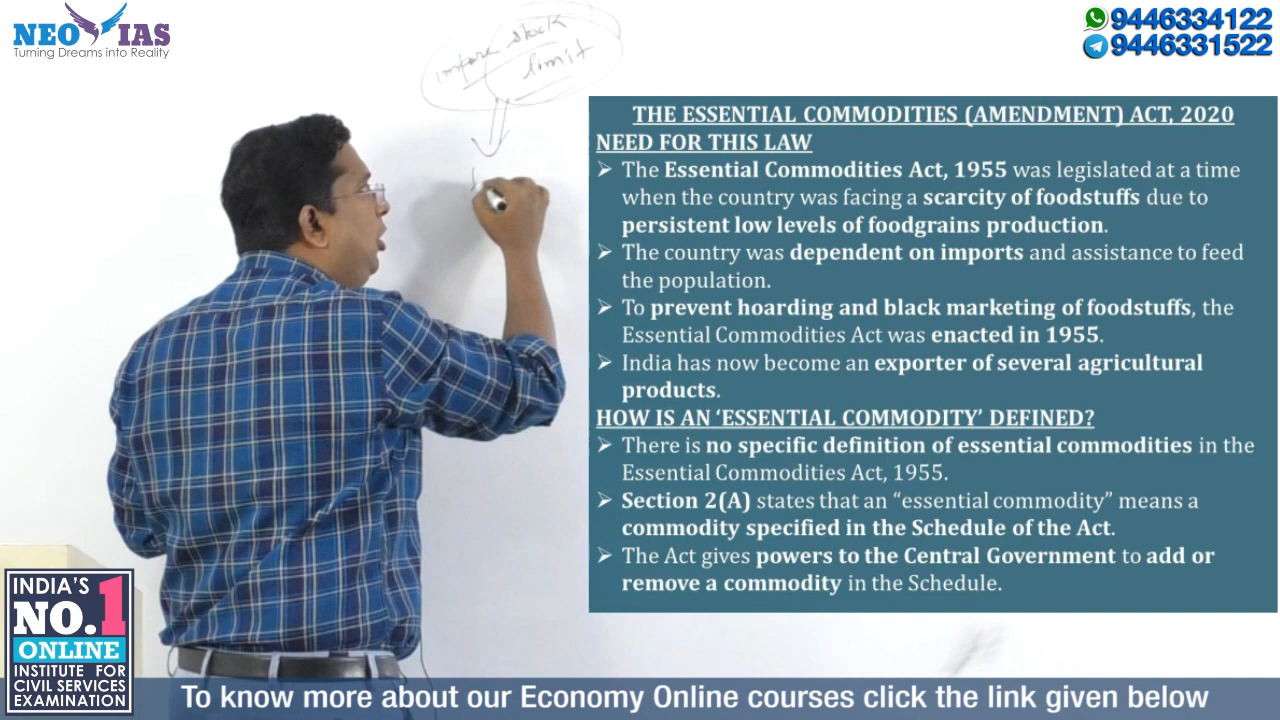 NEO IAS
Turning Dreams into Reality
9446334122
9446331522
impose stock
limit
THE ESSENTIAL COMMODITIES (AMENDMENT) ACT, 2020
NEED FOR THIS LAW
➢ The Essential Commodities Act, 1955 was legislated at a time
when the country was facing a scarcity of foodstuffs due to
persistent low levels of foodgrains production.
➢ The country was dependent on imports and assistance to feed
the population.
➢ To prevent hoarding and black marketing of foodstuffs, the
Essential Commodities Act was enacted in 1955.
➢ India has now become an exporter of several agricultural
products.
HOW IS AN ‘ESSENTIAL COMMODITY’ DEFINED?
➢ There is no specific definition of essential commodities in the
Essential Commodities Act, 1955.
➢ Section 2(A) states that an “essential commodity” means a
commodity specified in the Schedule of the Act.
➢ The Act gives powers to the Central Government to add or
remove a commodity in the Schedule.
INDIA'S
NO.1
ONLINE
INSTITUTE FOR
CIVIL SERVICES
EXAMINATION
To know more about our Economy Online courses click the link given below